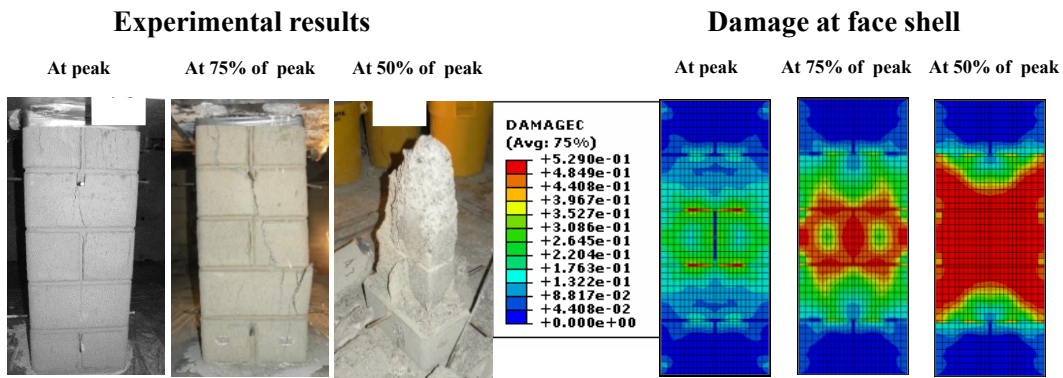 Experimental results
Damage at face shell
At peak
At 75% of peak
At 50% of peak
At peak
At 75% of peak
At 50% of peak
DAMAGEC
(Avg: 75%)
+5.290e-01
+4.849e-01
+4.408e-01
+3.967e-01
+3.527e-01
+3.086e-01
+2.645e-01
+2.204e-01
+1.763e-01
+1.322e-01
+8.817e-02
+4.408e-02
+0.000e+00